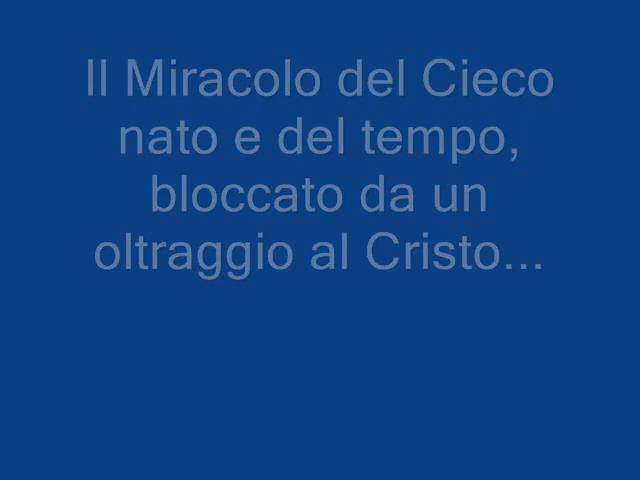 Il Miracolo del Cieco
nato e del tempo,
bloccato da un
oltraggio al Cristo...